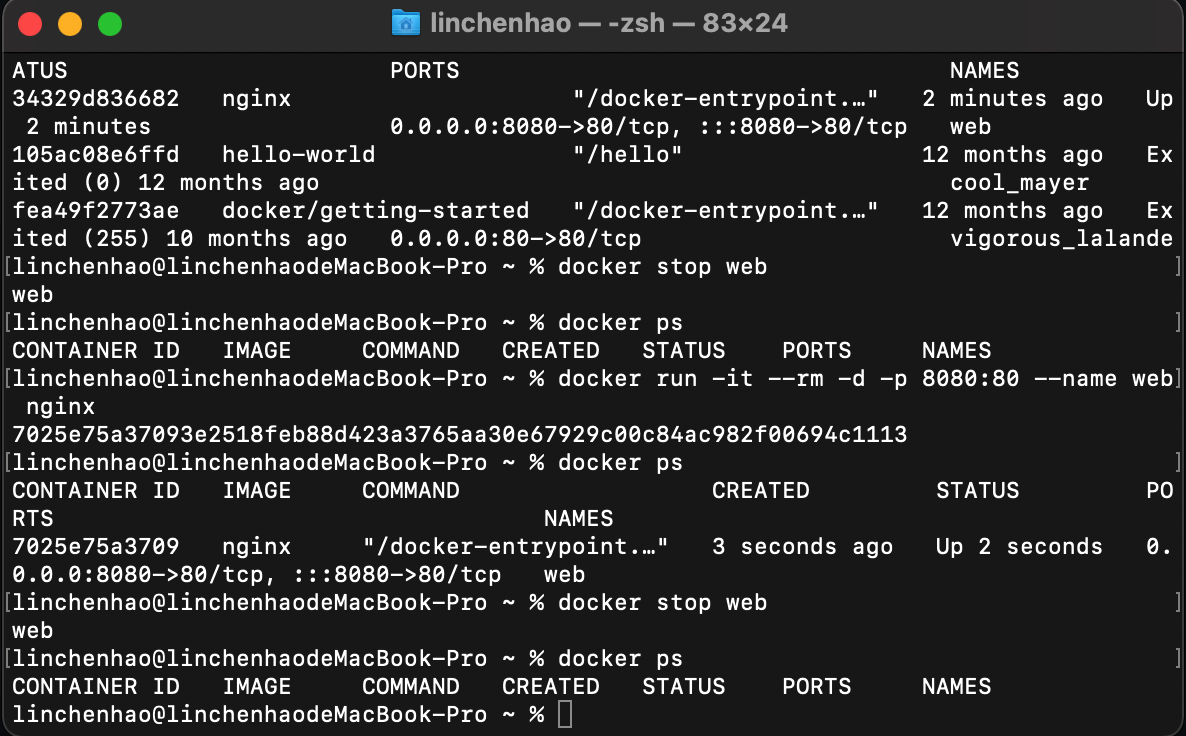 linchenhao — -zsh — 83×24
ATUS                       PORTS                                   NAMES
34329d836682   nginx                    "/docker-entrypoint.…"   2 minutes ago   Up
 2 minutes                 0.0.0.0:8080->80/tcp, :::8080->80/tcp   web
105ac08e6ffd   hello-world              "/hello"                 12 months ago   Ex
ited (0) 12 months ago                                             cool_mayer
fea49f2773ae   docker/getting-started   "/docker-entrypoint.…"   12 months ago   Ex
ited (255) 10 months ago   0.0.0.0:80->80/tcp                      vigorous_lalande
[linchenhao@linchenhaodeMacBook-Pro ~ % docker stop web                             ]
web
[linchenhao@linchenhaodeMacBook-Pro ~ % docker ps                                   ]
CONTAINER ID   IMAGE     COMMAND   CREATED   STATUS    PORTS     NAMES
[linchenhao@linchenhaodeMacBook-Pro ~ % docker run -it --rm -d -p 8080:80 --name web]
 nginx
7025e75a37093e2518feb88d423a3765aa30e67929c00c84ac982f00694c1113
[linchenhao@linchenhaodeMacBook-Pro ~ % docker ps                                   ]
CONTAINER ID   IMAGE     COMMAND                  CREATED         STATUS         PO
RTS                                   NAMES
7025e75a3709   nginx     "/docker-entrypoint.…"   3 seconds ago   Up 2 seconds   0.
0.0.0:8080->80/tcp, :::8080->80/tcp   web
[linchenhao@linchenhaodeMacBook-Pro ~ % docker stop web                             ]
web
[linchenhao@linchenhaodeMacBook-Pro ~ % docker ps                                   ]
CONTAINER ID   IMAGE     COMMAND   CREATED   STATUS    PORTS     NAMES
linchenhao@linchenhaodeMacBook-Pro ~ %